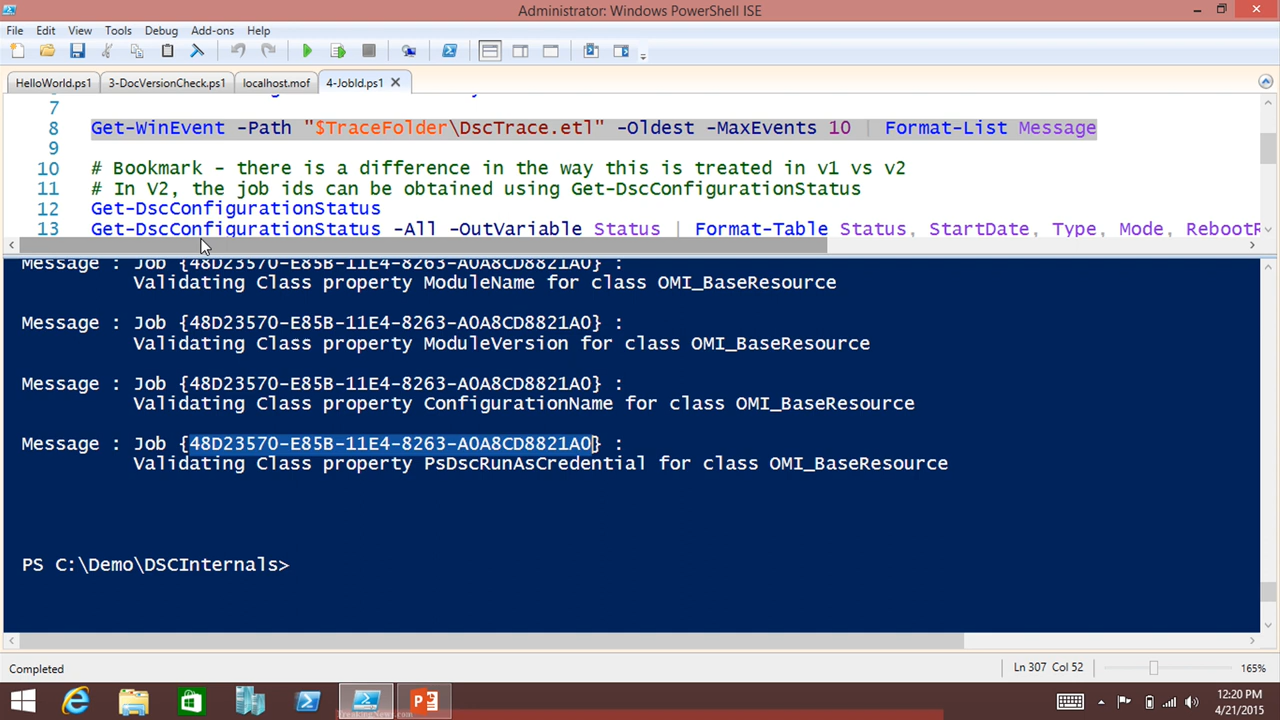 Administrator: Windows PowerShell ISE
File Edit View Tools Debug Add-ons Help
HelloWorld.ps1 3-DocVersionCheck.ps1 localhost.mof 4-JobId.ps1
7
8 Get-WinEvent -Path "$TraceFolder\DscTrace.etl" -Oldest -MaxEvents 10 | Format-List Message
9
10 # Bookmark - there is a difference in the way this is treated in v1 vs v2
11 # In V2, the job ids can be obtained using Get-DscConfigurationStatus
12 Get-DscConfigurationStatus
13 Get-DscConfigurationStatus -All -OutVariable Status | Format-Table Status, StartDate, Type, Mode, RebootR
Message : Job {48D23570-E85B-11E4-8263-A0A8CD8821A0} :
Validating Class property ModuleName for class OMI_BaseResource
Message : Job {48D23570-E85B-11E4-8263-A0A8CD8821A0} :
Validating Class property ModuleVersion for class OMI_BaseResource
Message : Job {48D23570-E85B-11E4-8263-A0A8CD8821A0} :
Validating Class property ConfigurationName for class OMI_BaseResource
Message : Job {48D23570-E85B-11E4-8263-A0A8CD8821A0} :
Validating Class property PsDscRunAsCredential for class OMI_BaseResource
PS C:\Demo\DSCInternals>
Completed Ln 307 Col 52 165%
12:20 PM
4/21/2015